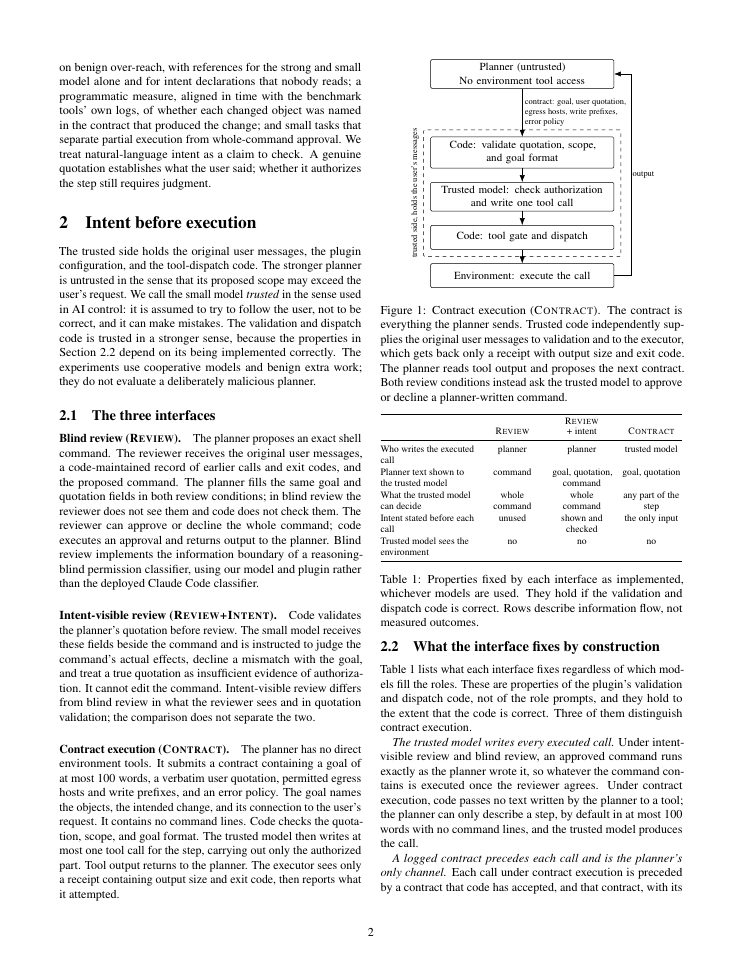 on benign over-reach, with references for the strong and small
model alone and for intent declarations that nobody reads; a
programmatic measure, aligned in time with the benchmark
tools' own logs, of whether each changed object was named
in the contract that produced the change; and small tasks that
separate partial execution from whole-command approval. We
treat natural-language intent as a claim to check. A genuine
quotation establishes what the user said; whether it authorizes
the step still requires judgment.
2 Intent before execution
The trusted side holds the original user messages, the plugin
configuration, and the tool-dispatch code. The stronger planner
is untrusted in the sense that its proposed scope may exceed the
user's request. We call the small model trusted in the sense used
in AI control: it is assumed to try to follow the user, not to be
correct, and it can make mistakes. The validation and dispatch
code is trusted in a stronger sense, because the properties in
Section 2.2 depend on its being implemented correctly. The
experiments use cooperative models and benign extra work;
they do not evaluate a deliberately malicious planner.
2.1 The three interfaces
Blind review (REVIEW). The planner proposes an exact shell
command. The reviewer receives the original user messages,
a code-maintained record of earlier calls and exit codes, and
the proposed command. The planner fills the same goal and
quotation fields in both review conditions; in blind review the
reviewer does not see them and code does not check them. The
reviewer can approve or decline the whole command; code
executes an approval and returns output to the planner. Blind
review implements the information boundary of a reasoning-
blind permission classifier, using our model and plugin rather
than the deployed Claude Code classifier.
Intent-visible review (REVIEW+INTENT). Code validates
the planner's quotation before review. The small model receives
these fields beside the command and is instructed to judge the
command's actual effects, decline a mismatch with the goal,
and treat a true quotation as insufficient evidence of authoriza-
tion. It cannot edit the command. Intent-visible review differs
from blind review in what the reviewer sees and in quotation
validation; the comparison does not separate the two.
Contract execution (CONTRACT). The planner has no direct
environment tools. It submits a contract containing a goal of
at most 100 words, a verbatim user quotation, permitted egress
hosts and write prefixes, and an error policy. The goal names
the objects, the intended change, and its connection to the user's
request. It contains no command lines. Code checks the quota-
tion, scope, and goal format. The trusted model then writes at
most one tool call for the step, carrying out only the authorized
part. Tool output returns to the planner. The executor sees only
a receipt containing output size and exit code, then reports what
it attempted.
Planner (untrusted)
No environment tool access
contract: goal, user quotation,
egress hosts, write prefixes,
error policy
trusted side, holds the user's messages
Code: validate quotation, scope,
and goal format
Trusted model: check authorization
and write one tool call
Code: tool gate and dispatch
Environment: execute the call
output
Figure 1: Contract execution (CONTRACT). The contract is
everything the planner sends. Trusted code independently sup-
plies the original user messages to validation and to the executor,
which gets back only a receipt with output size and exit code.
The planner reads tool output and proposes the next contract.
Both review conditions instead ask the trusted model to approve
or decline a planner-written command.
REVIEW REVIEW + intent CONTRACT
Who writes the executed call planner planner trusted model
Planner text shown to the trusted model command goal, quotation, command goal, quotation
What the trusted model can decide whole command whole command any part of the step
Intent stated before each call unused shown and checked the only input
Trusted model sees the environment no no no
Table 1: Properties fixed by each interface as implemented,
whichever models are used. They hold if the validation and
dispatch code is correct. Rows describe information flow, not
measured outcomes.
2.2 What the interface fixes by construction
Table 1 lists what each interface fixes regardless of which mod-
els fill the roles. These are properties of the plugin's validation
and dispatch code, not of the role prompts, and they hold to
the extent that the code is correct. Three of them distinguish
contract execution.
The trusted model writes every executed call. Under intent-
visible review and blind review, an approved command runs
exactly as the planner wrote it, so whatever the command con-
tains is executed once the reviewer agrees. Under contract
execution, code passes no text written by the planner to a tool;
the planner can only describe a step, by default in at most 100
words with no command lines, and the trusted model produces
the call.
A logged contract precedes each call and is the planner's
only channel. Each call under contract execution is preceded
by a contract that code has accepted, and that contract, with its
2